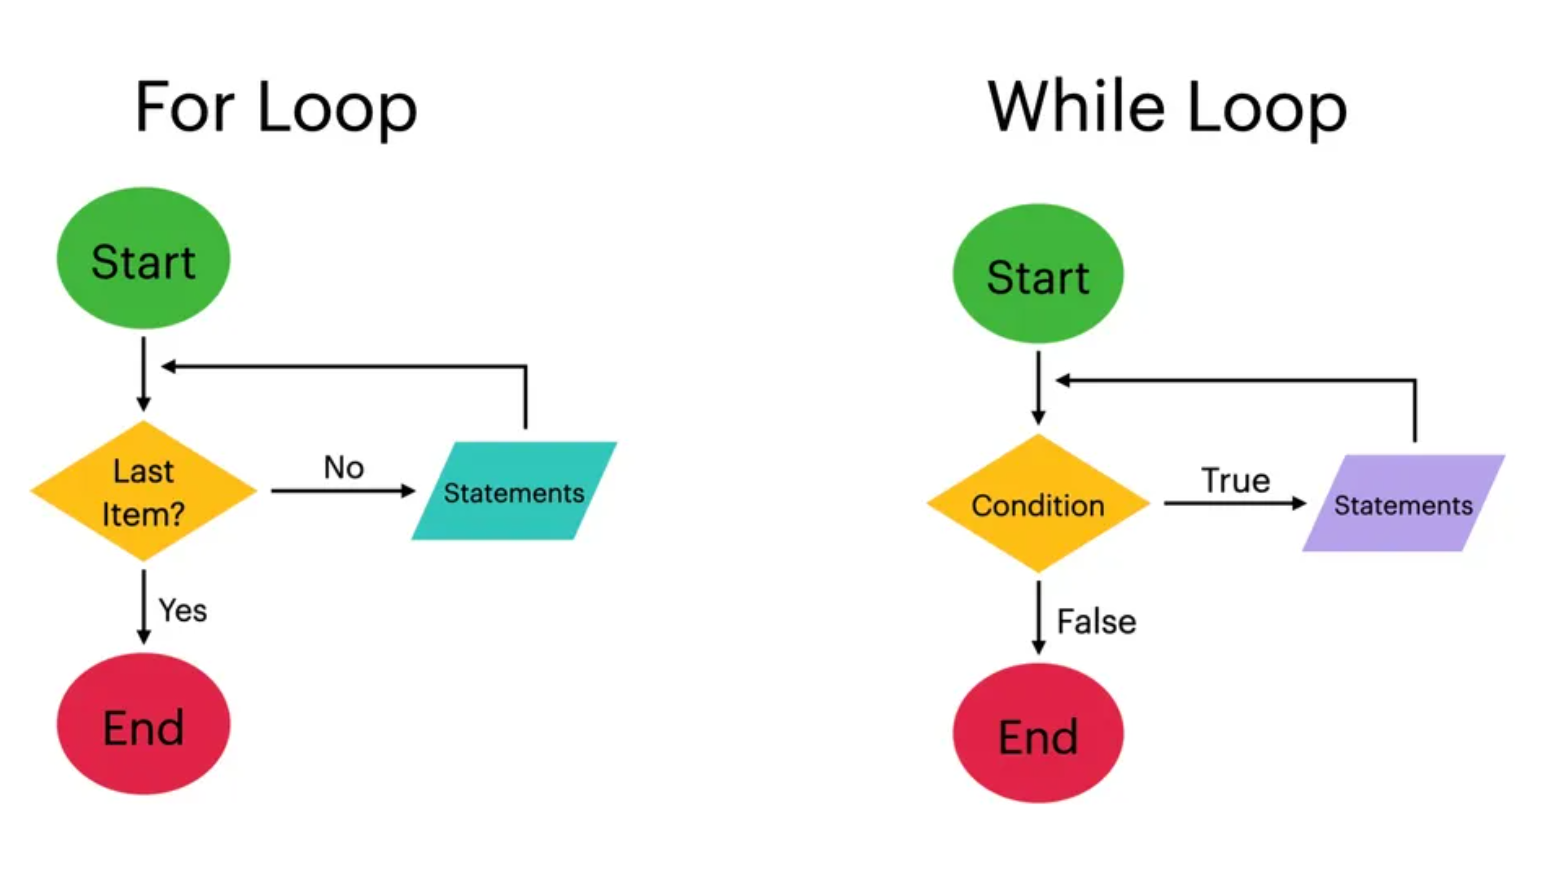 For Loop
Start
Last
Item?
No
Statements
Yes
End
While Loop
Start
Condition
True
Statements
False
End